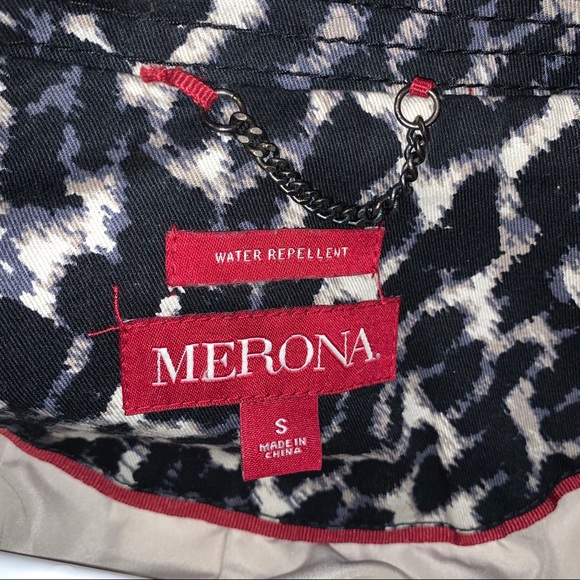 WATER REPELLENT
MERONA
S
MADE IN
CHINA